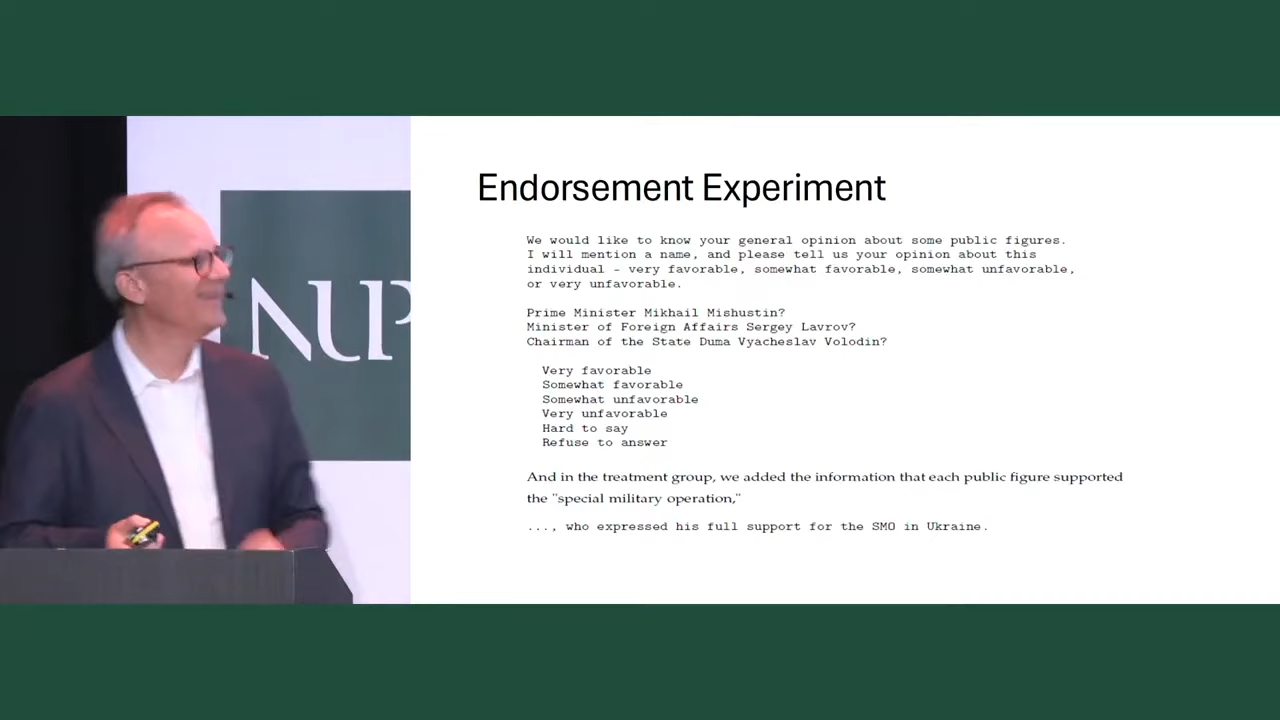 NUP
Endorsement Experiment
We would like to know your general opinion about some public figures.
I will mention a name, and please tell us your opinion about this
individual - very favorable, somewhat favorable, somewhat unfavorable,
or very unfavorable.
Prime Minister Mikhail Mishustin?
Minister of Foreign Affairs Sergey Lavrov?
Chairman of the State Duma Vyacheslav Volodin?
Very favorable
Somewhat favorable
Somewhat unfavorable
Very unfavorable
Hard to say
Refuse to answer
And in the treatment group, we added the information that each public figure supported
the "special military operation,"
..., who expressed his full support for the SMO in Ukraine.